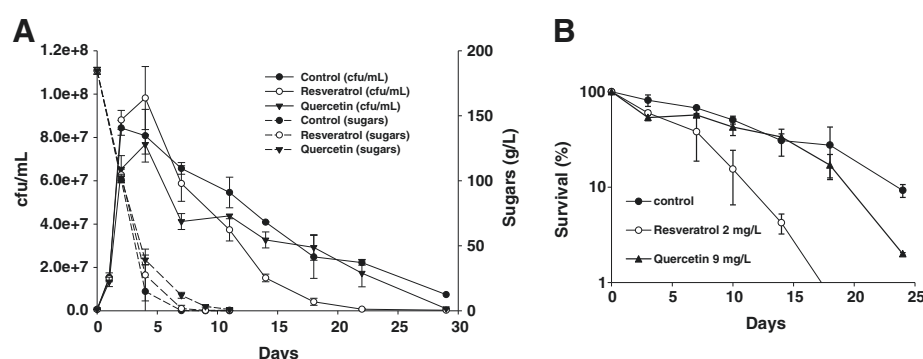 A
B
cfu/mL
1.2e+8
1.0e+8
8.0e+7
6.0e+7
4.0e+7
2.0e+7
0.0
0 5 10 15 20 25 30
Days
200
150
100
50
0
Sugars (g/L)
Control (cfu/mL)
Resveratrol (cfu/mL)
Quercetin (cfu/mL)
Control (sugars)
Resveratrol (sugars)
Quercetin (sugars)
Survival (%)
100
10
1
0 5 10 15 20 25
Days
control
Resveratrol 2 mg/L
Quercetin 9 mg/L